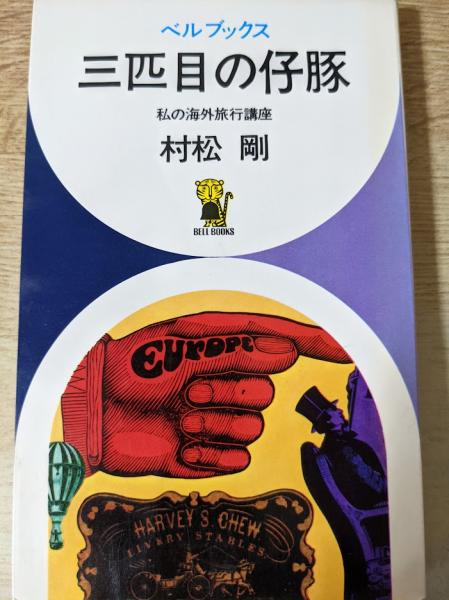 ベルブックス
三匹目の仔豚
私の海外旅行講座
村松 剛
BELL BOOKS
EUROPE
HARVEY S. CHEW
LIVERY STABLES